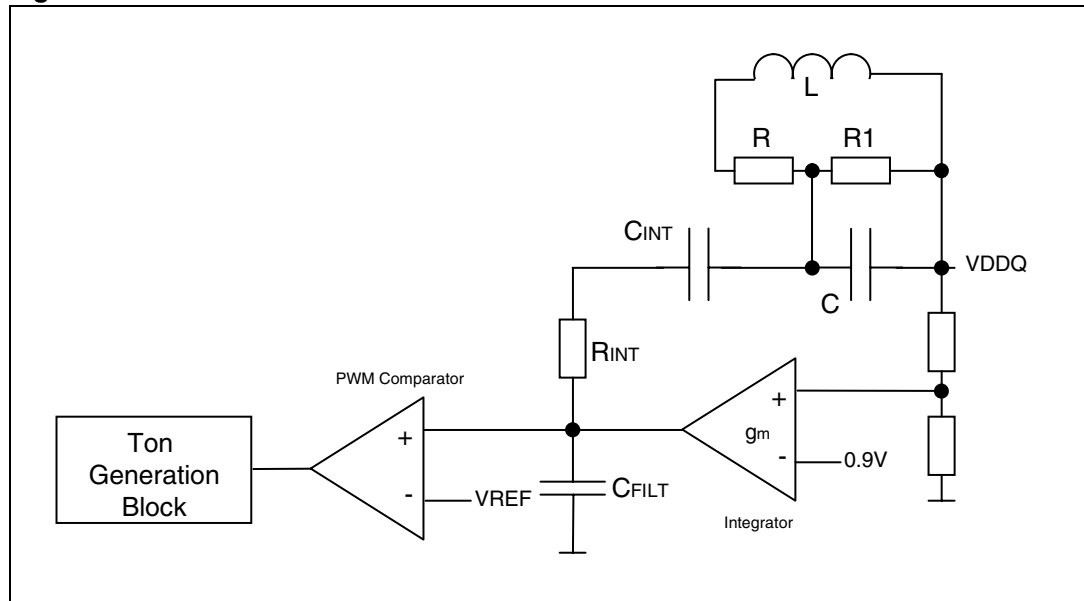 L
R R1
CINT
VDDQ
C
RINT
PWM Comparator
+
gm
+
-
0.9V
Ton
Generation
Block
-
VREF
CFILT
Integrator